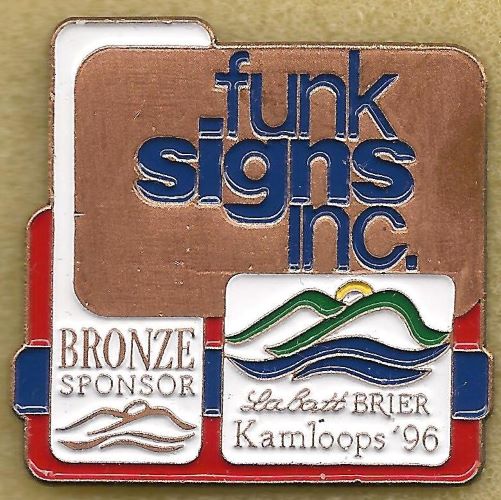 funk
signs
inc.
BRONZE
SPONSOR
Labatt BRIER
Kamloops '96